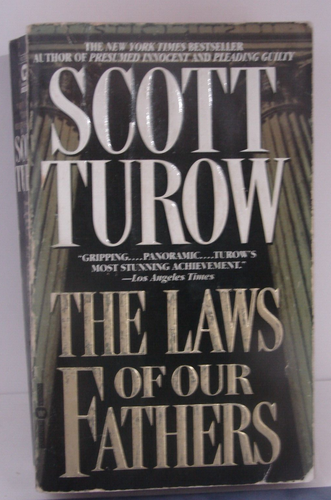 THE NEW YORK TIMES BESTSELLER
AUTHOR OF PRESUMED INNOCENT AND PLEADING GUILTY
SCOTT
TUROW
"GRIPPING....PANORAMIC....TUROW'S
MOST STUNNING ACHIEVEMENT."
—Los Angeles Times
THE LAWS
OF OUR
FATHERS